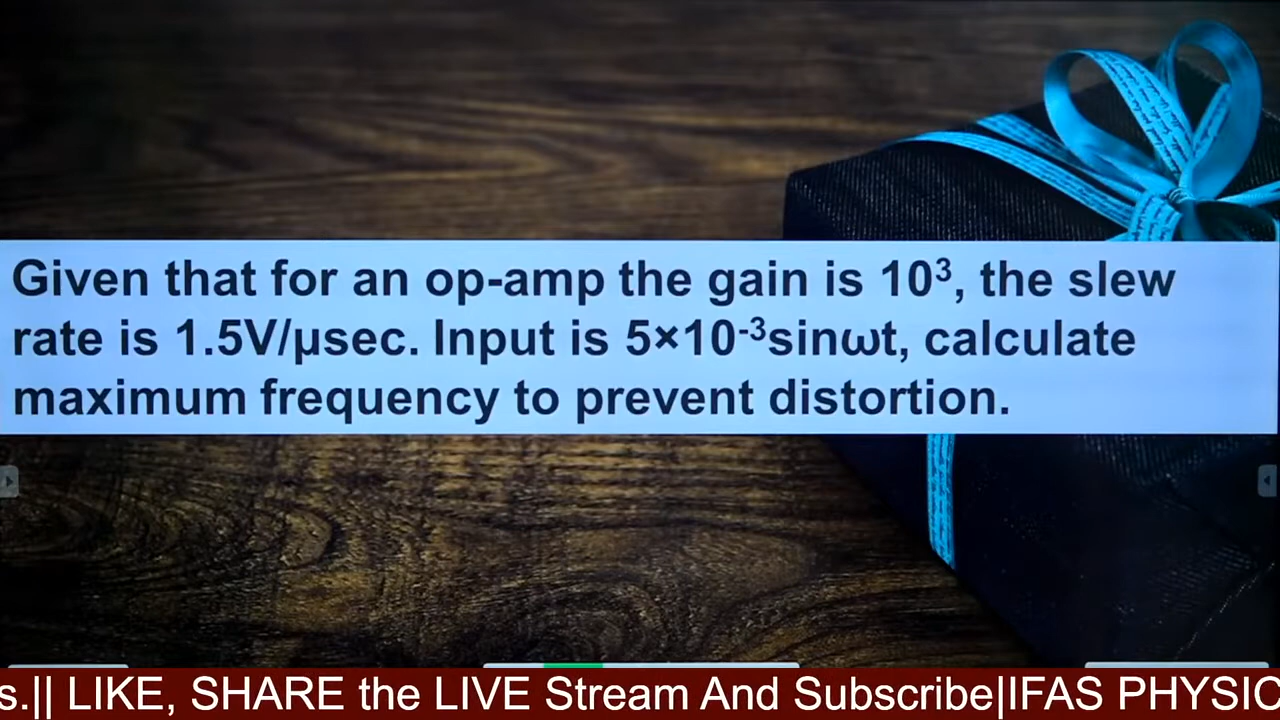 Given that for an op-amp the gain is 10³, the slew
rate is 1.5V/μsec. Input is 5×10⁻³sinωt, calculate
maximum frequency to prevent distortion.
s.|| LIKE, SHARE the LIVE Stream And Subscribe|IFAS PHYSIC